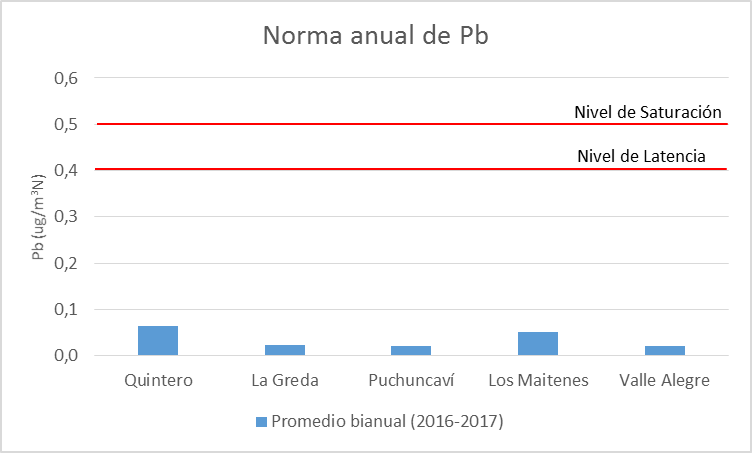 Norma anual de Pb
0,6
0,5
0,4
0,3
0,2
0,1
0,0
Pb (ug/m³N)
Nivel de Saturación
Nivel de Latencia
Quintero La Greda Puchuncaví Los Maitenes Valle Alegre
Promedio bianual (2016-2017)